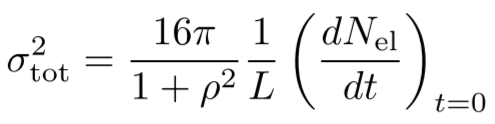 σ²_tot = 16π / (1 + ρ²) 1/L (dN_el / dt)_{t=0}